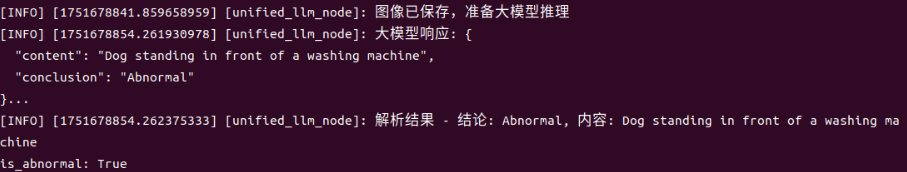 [INFO] [1751678841.859658959] [unified_llm_node]: 图像已保存，准备大模型推理
[INFO] [1751678854.261930978] [unified_llm_node]: 大模型响应: {
  "content": "Dog standing in front of a washing machine",
  "conclusion": "Abnormal"
}...
[INFO] [1751678854.262375333] [unified_llm_node]: 解析结果 - 结论: Abnormal, 内容: Dog standing in front of a washing ma
chine
is_abnormal: True